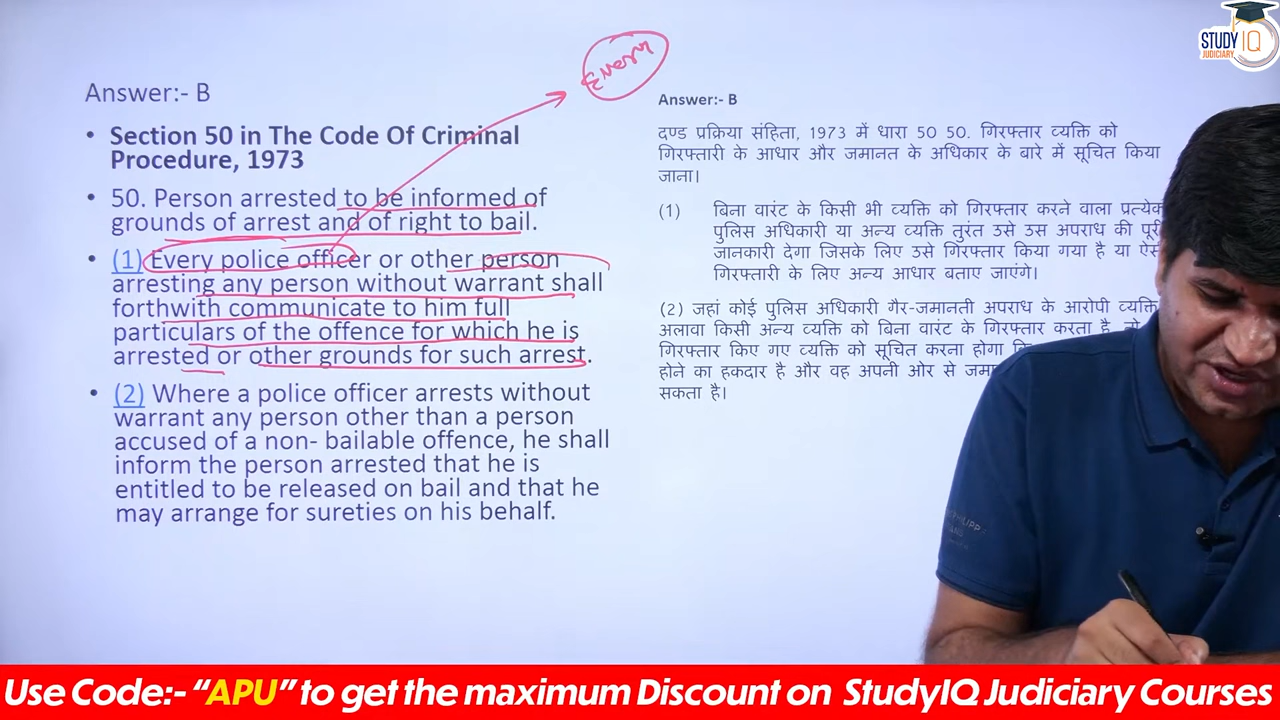 STUDY IQ
JUDICIARY
Every
Answer:- B
• Section 50 in The Code Of Criminal
Procedure, 1973
• 50. Person arrested to be informed of
grounds of arrest and of right to bail.
• (1) Every police officer or other person
arresting any person without warrant shall
forthwith communicate to him full
particulars of the offence for which he is
arrested or other grounds for such arrest.
• (2) Where a police officer arrests without
warrant any person other than a person
accused of a non- bailable offence, he shall
inform the person arrested that he is
entitled to be released on bail and that he
may arrange for sureties on his behalf.
Answer:- B
दण्ड प्रक्रिया संहिता, 1973 में धारा 50 50. गिरफ्तार व्यक्ति को
गिरफ्तारी के आधार और जमानत के अधिकार के बारे में सूचित किया
जाना।
(1) बिना वारंट के किसी भी व्यक्ति को गिरफ्तार करने वाला प्रत्येक
पुलिस अधिकारी या अन्य व्यक्ति तुरंत उसे उस अपराध की पूरी
जानकारी देगा जिसके लिए उसे गिरफ्तार किया गया है या ऐसे
गिरफ्तारी के लिए अन्य आधार बताए जाएंगे।
(2) जहां कोई पुलिस अधिकारी गैर-जमानती अपराध के आरोपी व्यक्ति
अलावा किसी अन्य व्यक्ति को बिना वारंट के गिरफ्तार करता है,
गिरफ्तार किए गए व्यक्ति को सूचित करना होगा
होने का हकदार है और वह अपनी ओर से
सकता है।
Use Code:- “APU” to get the maximum Discount on StudyIQ Judiciary Courses